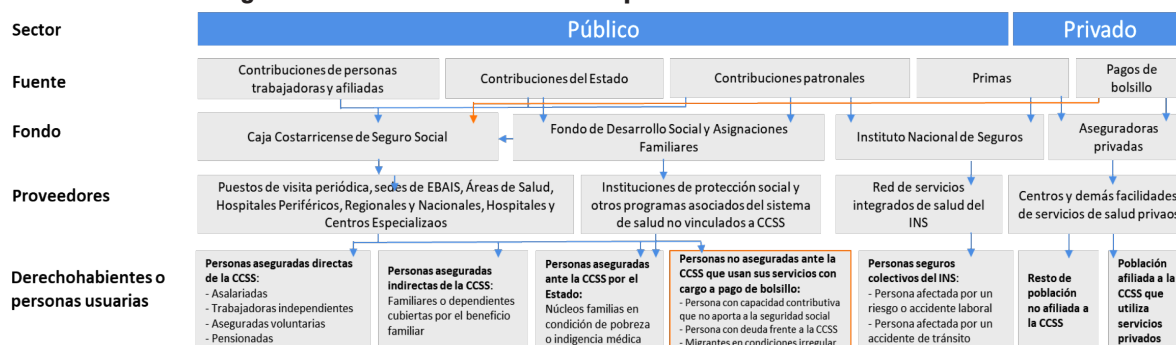 Sector
Público
Privado
Fuente
Contribuciones de personas
trabajadoras y afiliadas
Contribuciones del Estado
Contribuciones patronales
Primas
Pagos de
bolsillo
Fondo
Caja Costarricense de Seguro Social
Fondo de Desarrollo Social y Asignaciones
Familiares
Instituto Nacional de Seguros
Aseguradoras
privadas
Proveedores
Puestos de visita periódica, sedes de EBAIS, Áreas de Salud,
Hospitales Periféricos, Regionales y Nacionales, Hospitales y
Centros Especializaos
Instituciones de protección social y
otros programas asociados del sistema
de salud no vinculados a CCSS
Red de servicios
integrados de salud del
INS
Centros y demás facilidades
de servicios de salud privaos
Derechohabientes o
personas usuarias
Personas aseguradas directas
de la CCSS:
- Asalariadas
- Trabajadoras independientes
- Aseguradas voluntarias
- Pensionadas
Personas aseguradas
indirectas de la CCSS:
Familiares o dependientes
cubiertas por el beneficio
familiar
Personas aseguradas
ante la CCSS por el
Estado:
Núcleos familias en
condición de pobreza
o indigencia médica
Personas no aseguradas ante la
CCSS que usan sus servicios con
cargo a pago de bolsillo:
- Persona con capacidad contributiva
que no aporta a la seguridad social
- Persona con deuda frente a la CCSS
- Migrantes en condiciones irregular
Personas seguros
colectivos del INS:
- Persona afectada por un
riesgo o accidente laboral
- Persona afectada por un
accidente de tránsito
Resto de
población
no afiliada a
la CCSS
Población
afiliada a la
CCSS que
utiliza
servicios
privados